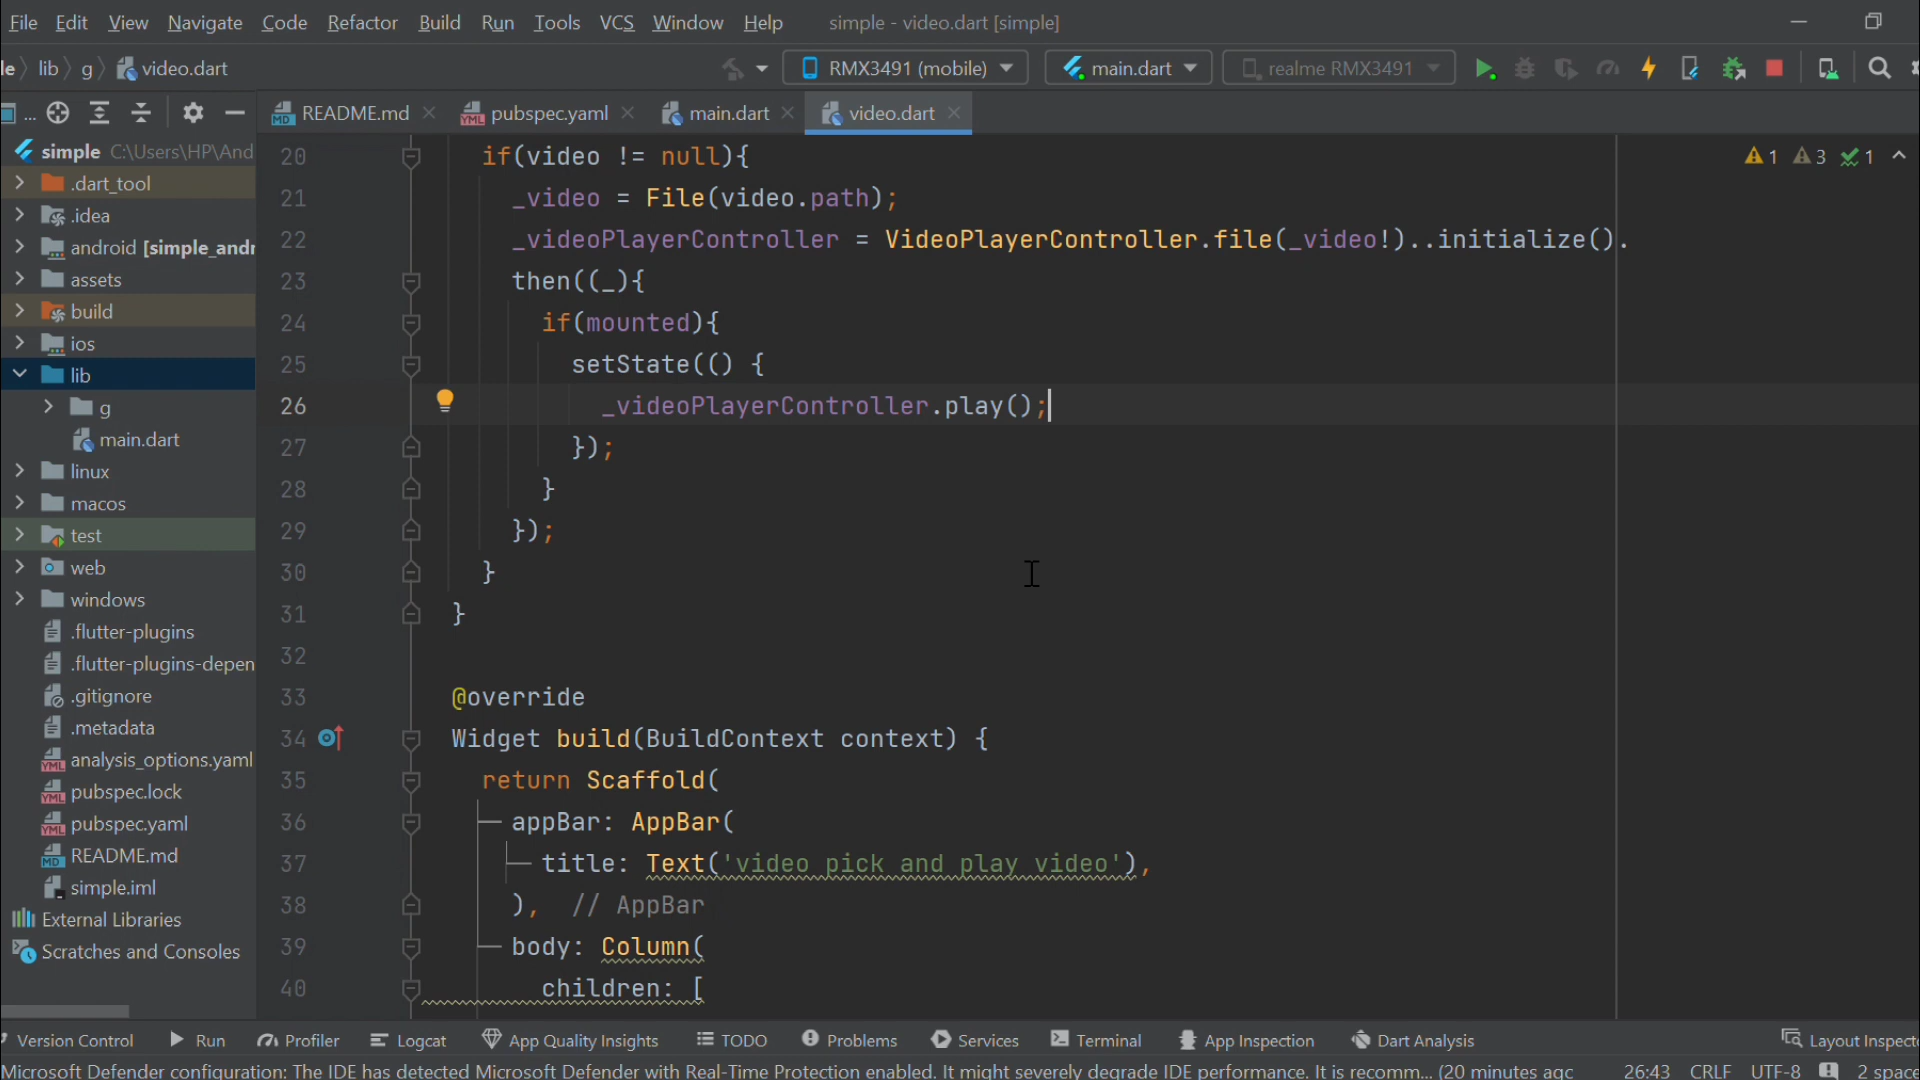 File Edit View Navigate Code Refactor Build Run Tools VCS Window Help simple - video.dart [simple]
le lib g video.dart RMX3491 (mobile) main.dart realme RMX3491
... README.md pubspec.yaml main.dart video.dart
simple C:\Users\HP\And
.dart_tool
.idea
android [simple_andr
assets
build
ios
lib
g
main.dart
linux
macos
test
web
windows
.flutter-plugins
.flutter-plugins-depen
.gitignore
.metadata
analysis_options.yaml
pubspec.lock
pubspec.yaml
README.md
simple.iml
External Libraries
Scratches and Consoles
20 if(video != null){
21 _video = File(video.path);
22 _videoPlayerController = VideoPlayerController.file(_video!)..initialize().
23 then((_){
24 if(mounted){
25 setState(() {
26 _videoPlayerController.play();
27 });
28 }
29 });
30 }
31 }
32
33 @override
34 Widget build(BuildContext context) {
35 return Scaffold(
36 appBar: AppBar(
37 title: Text('video pick and play video'),
38 ), // AppBar
39 body: Column(
40 children: [
1 3 1
Version Control Run Profiler Logcat App Quality Insights TODO Problems Services Terminal App Inspection Dart Analysis Layout Inspecto
Microsoft Defender configuration: The IDE has detected Microsoft Defender with Real-Time Protection enabled. It might severely degrade IDE performance. It is recomm... (20 minutes agc 26:43 CRLF UTF-8 2 space